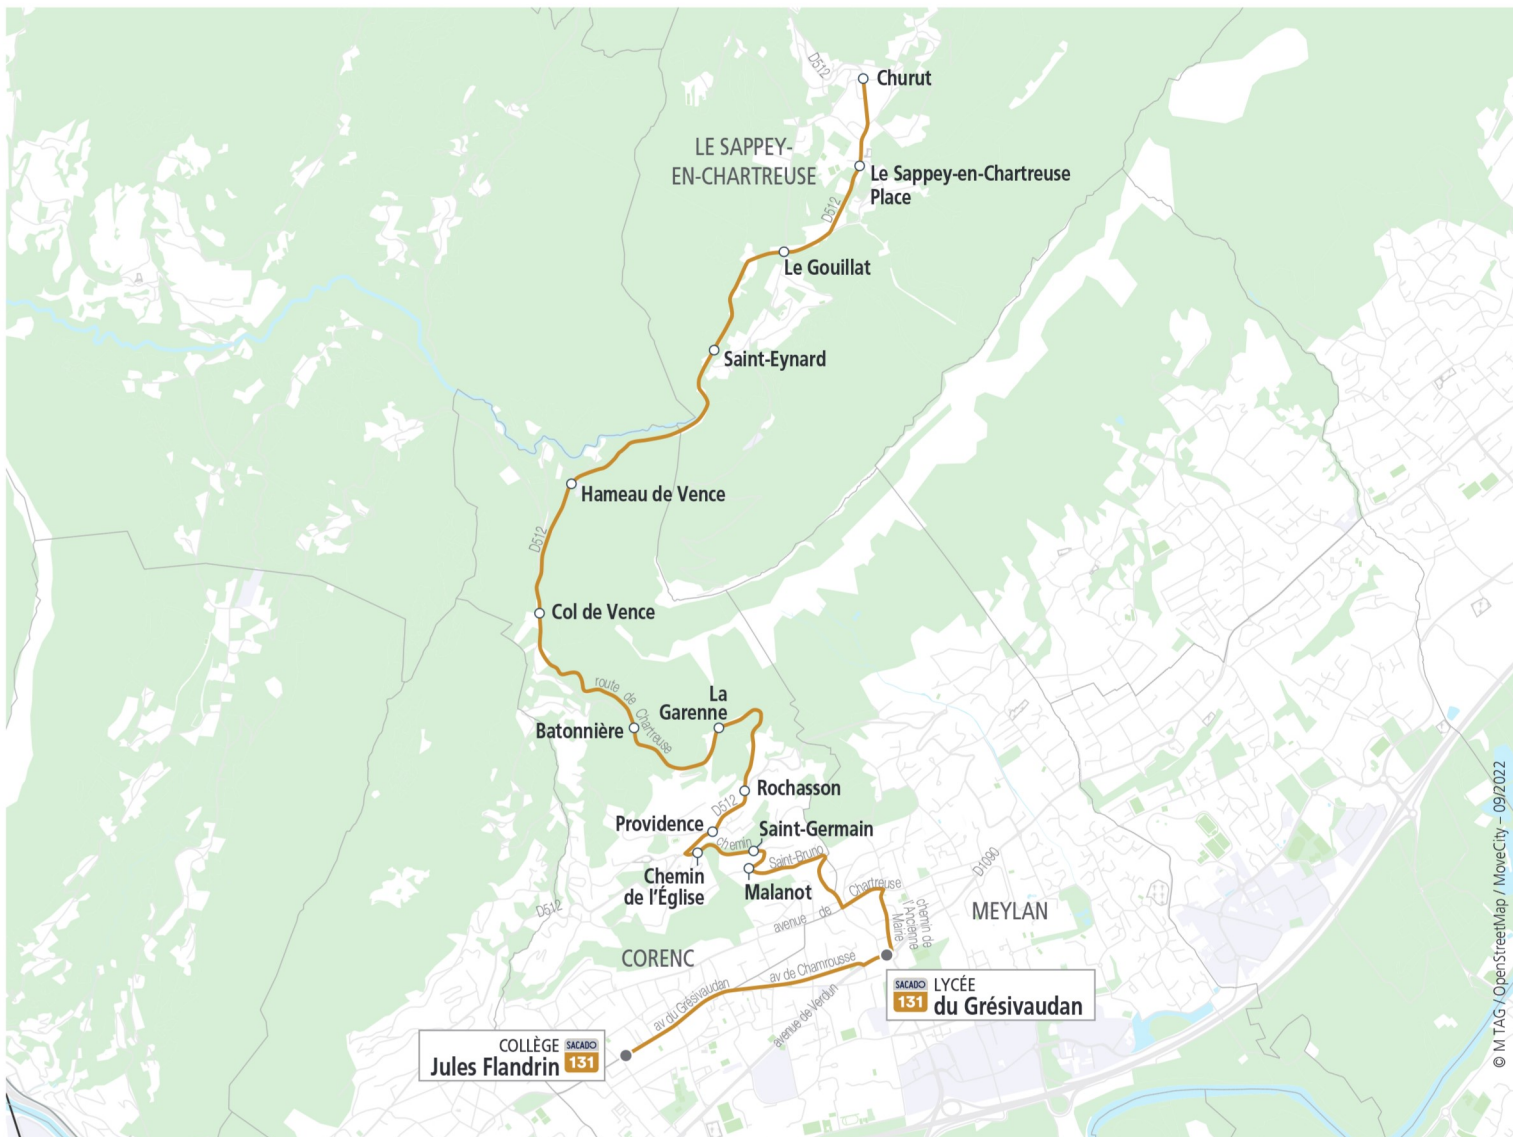 D512
Churut
LE SAPPEY-
EN-CHARTREUSE
Le Sappey-en-Chartreuse
Place
D512
Le Gouillat
Saint-Eynard
Hameau de Vence
D512
Col de Vence
route de Chartreuse
La
Garenne
Batonnière
Rochasson
D512
Providence
Saint-Germain
chemin
Saint-Bruno
Chemin
de l'Église
Malanot
D1090
Chartreuse
avenue de
D512
chemin de
l'Ancienne
Mairie
MEYLAN
CORENC
av de Chamrousse
av du Grésivaudan
avenue de Verdun
SACADO
131
LYCÉE
du Grésivaudan
COLLÈGE
Jules Flandrin
SACADO
131
© M TAG / OpenStreetMap / MoveCity – 09/2022